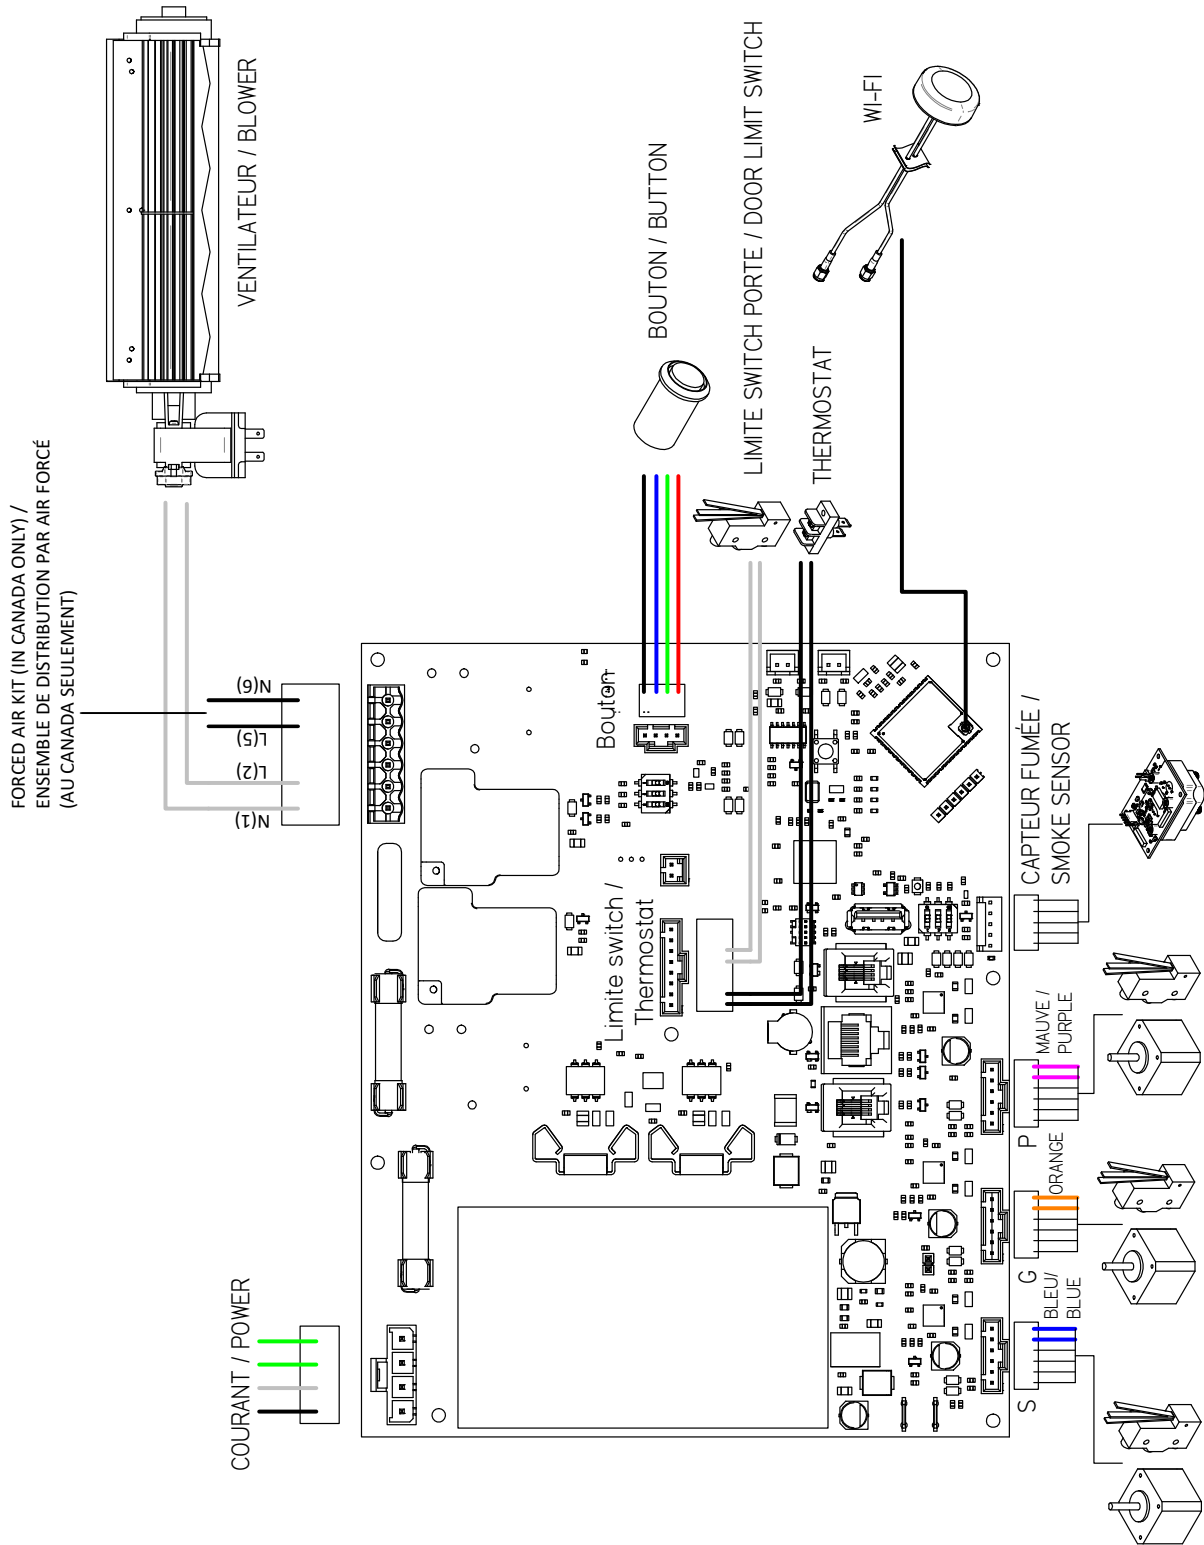 FORCED AIR KIT (IN CANADA ONLY) /
ENSEMBLE DE DISTRIBUTION PAR AIR FORCÉ
(AU CANADA SEULEMENT)
VENTILATEUR / BLOWER
N(6)
L(5)
L(2)
N(1)
COURANT / POWER
BOUTON / BUTTON
LIMITE SWITCH PORTE / DOOR LIMIT SWITCH
THERMOSTAT
WI-FI
Bouton
Limite switch /
Thermostat
CAPTEUR FUMÉE /
SMOKE SENSOR
MAUVE /
PURPLE
P
ORANGE
G
BLEU/
BLUE
S